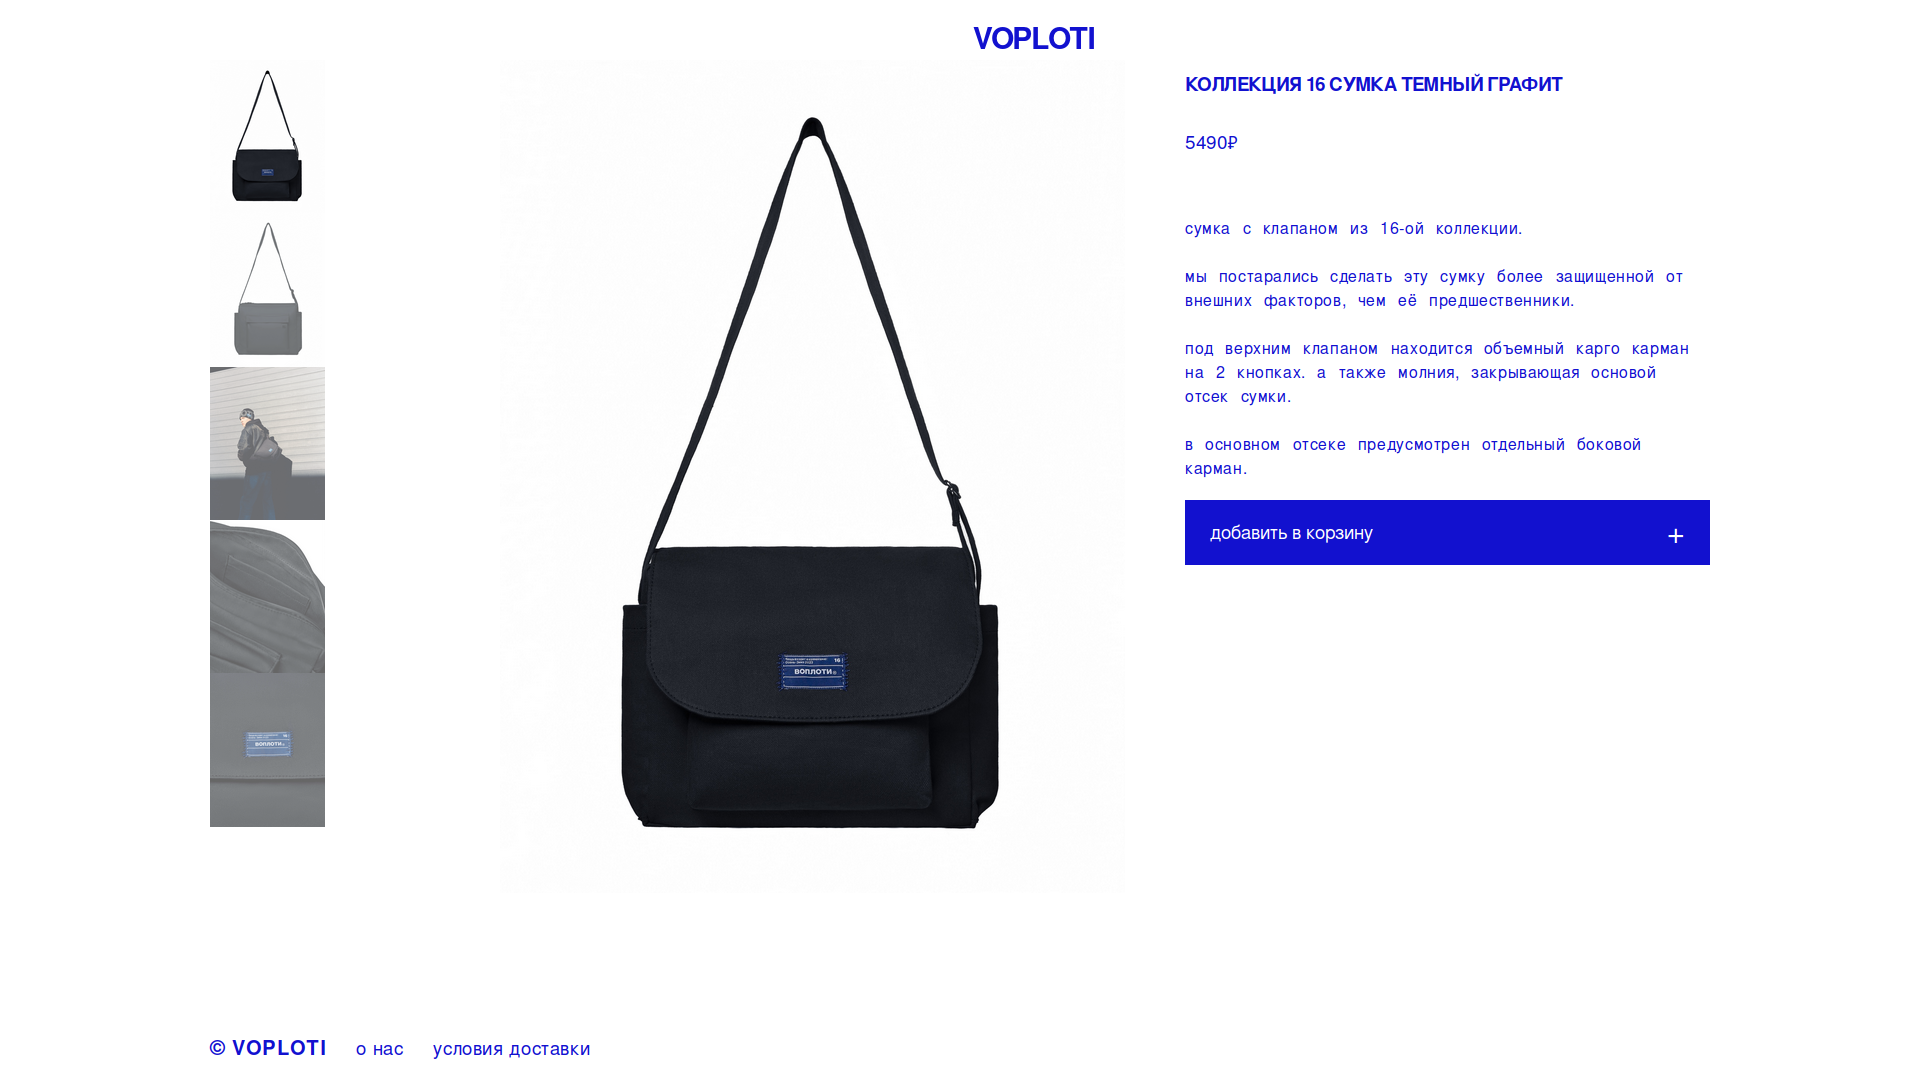 VOPLOTI
КОЛЛЕКЦИЯ 16 СУМКА ТЕМНЫЙ ГРАФИТ
5490₽
сумка с клапаном из 16-ой коллекции.
мы постарались сделать эту сумку более защищенной от
внешних факторов, чем её предшественники.
под верхним клапаном находится объемный карго карман
на 2 кнопках. а также молния, закрывающая основой
отсек сумки.
в основном отсеке предусмотрен отдельный боковой
карман.
добавить в корзину +
16
ВОПЛОТИ®
ВОПЛОТИ
© VOPLOTI о нас условия доставки